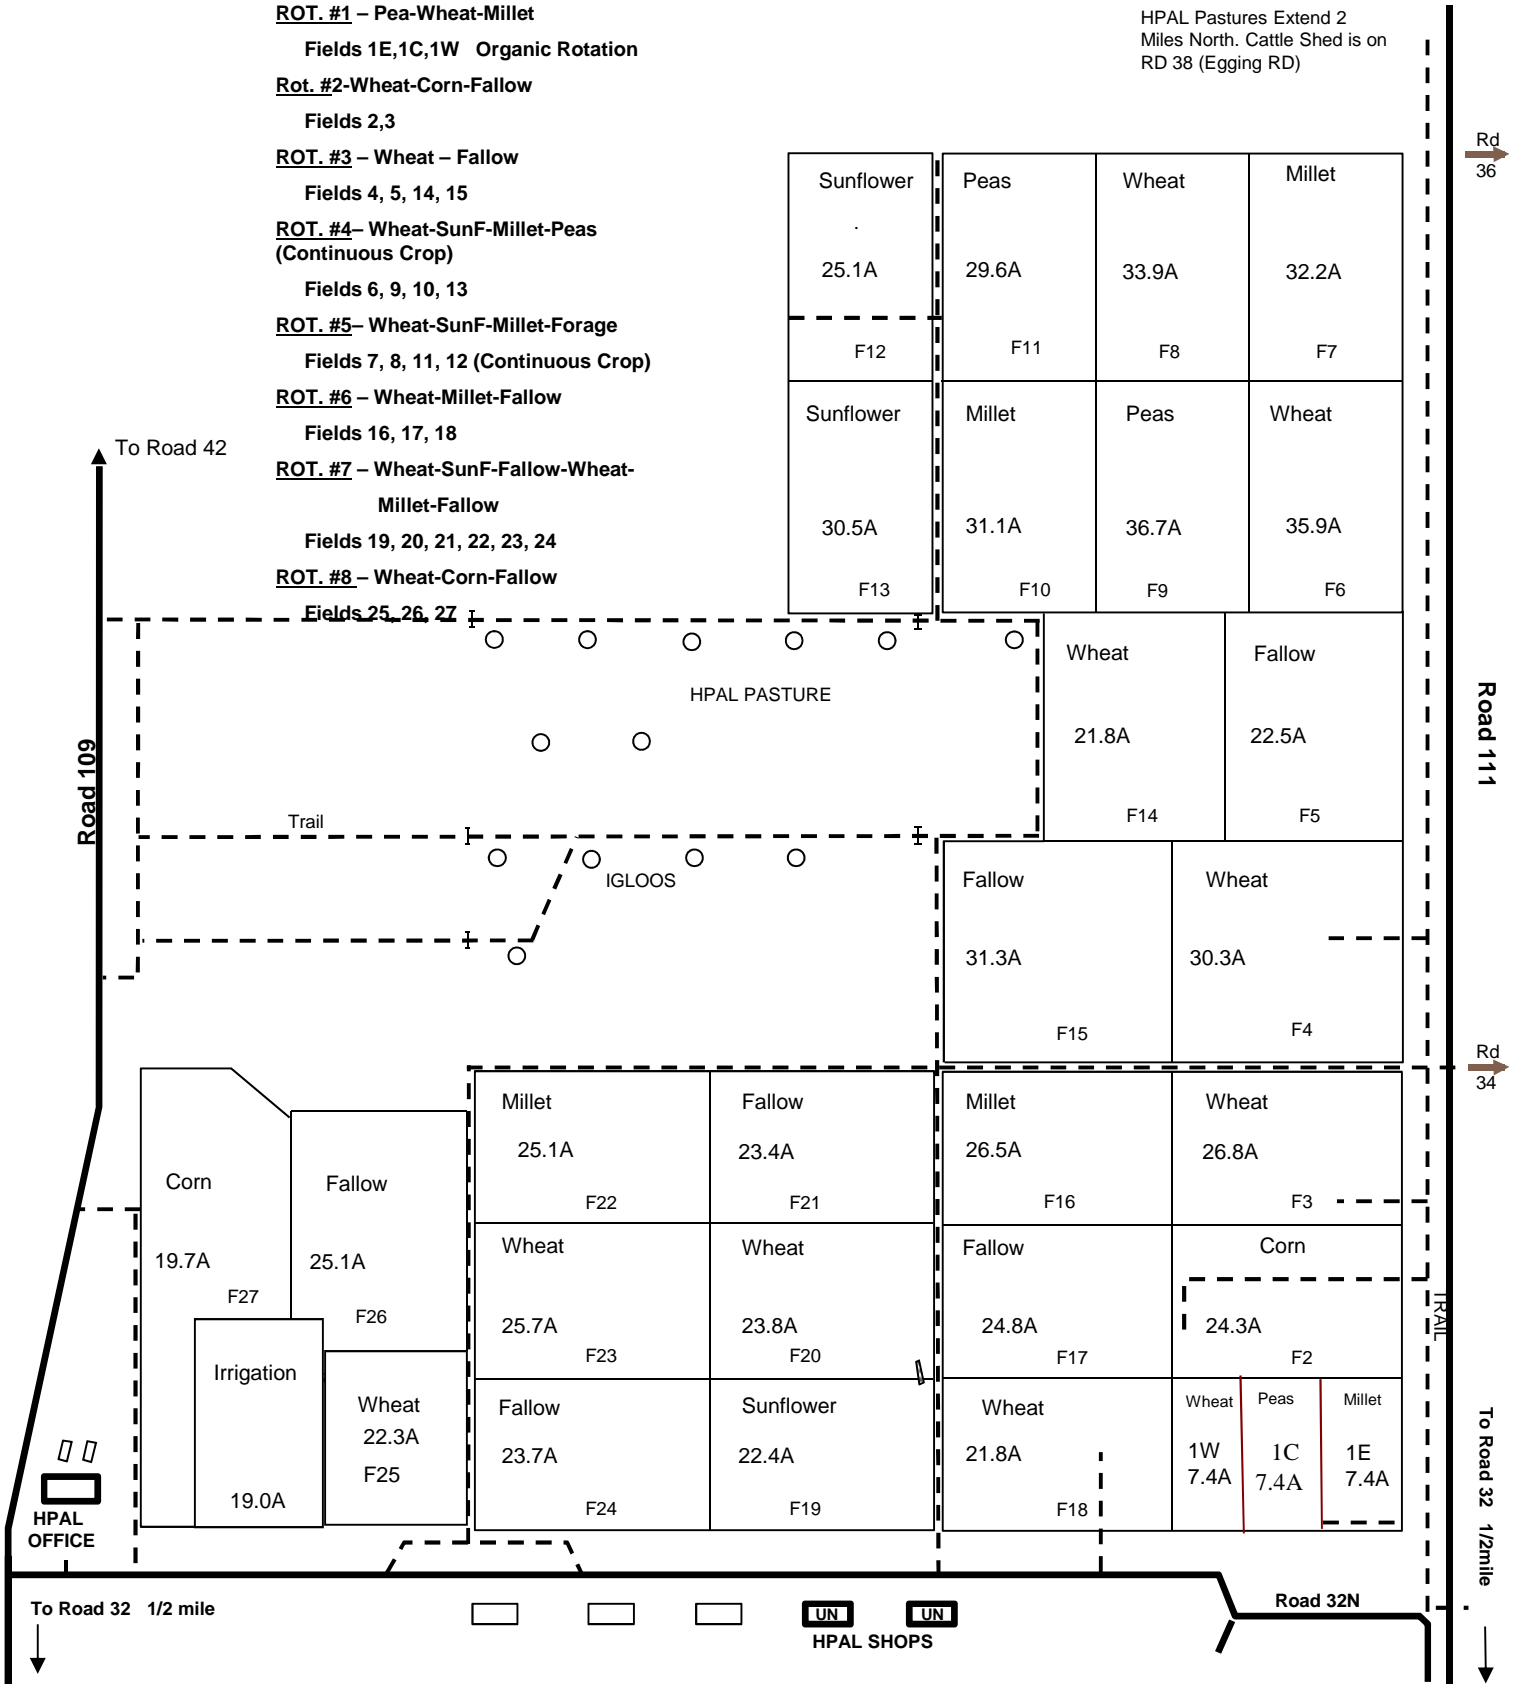 ROT. #1 – Pea-Wheat-Millet
Fields 1E,1C,1W Organic Rotation
Rot. #2-Wheat-Corn-Fallow
Fields 2,3
ROT. #3 – Wheat – Fallow
Fields 4, 5, 14, 15
ROT. #4– Wheat-SunF-Millet-Peas
(Continuous Crop)
Fields 6, 9, 10, 13
ROT. #5– Wheat-SunF-Millet-Forage
Fields 7, 8, 11, 12 (Continuous Crop)
ROT. #6 – Wheat-Millet-Fallow
Fields 16, 17, 18
ROT. #7 – Wheat-SunF-Fallow-Wheat-
Millet-Fallow
Fields 19, 20, 21, 22, 23, 24
ROT. #8 – Wheat-Corn-Fallow
Fields 25, 26, 27
HPAL Pastures Extend 2
Miles North. Cattle Shed is on
RD 38 (Egging RD)
Rd
36
Sunflower
.
25.1A
F12
Peas
29.6A
F11
Wheat
33.9A
F8
Millet
32.2A
F7
Sunflower
30.5A
F13
Millet
31.1A
F10
Peas
36.7A
F9
Wheat
35.9A
F6
To Road 42
Road 109
HPAL PASTURE
Trail
IGLOOS
Wheat
21.8A
F14
Fallow
22.5A
F5
Road 111
Fallow
31.3A
F15
Wheat
30.3A
F4
Rd
34
Corn
19.7A
F27
Fallow
25.1A
F26
Irrigation
19.0A
Wheat
22.3A
F25
Millet
25.1A
F22
Fallow
23.4A
F21
Wheat
25.7A
F23
Wheat
23.8A
F20
Fallow
23.7A
F24
Sunflower
22.4A
F19
Millet
26.5A
F16
Wheat
26.8A
F3
Fallow
24.8A
F17
Corn
24.3A
F2
Wheat
21.8A
F18
Wheat
1W
7.4A
Peas
1C
7.4A
Millet
1E
7.4A
TRAIL
To Road 32 1/2mile
HPAL
OFFICE
To Road 32 1/2 mile
UN
UN
HPAL SHOPS
Road 32N